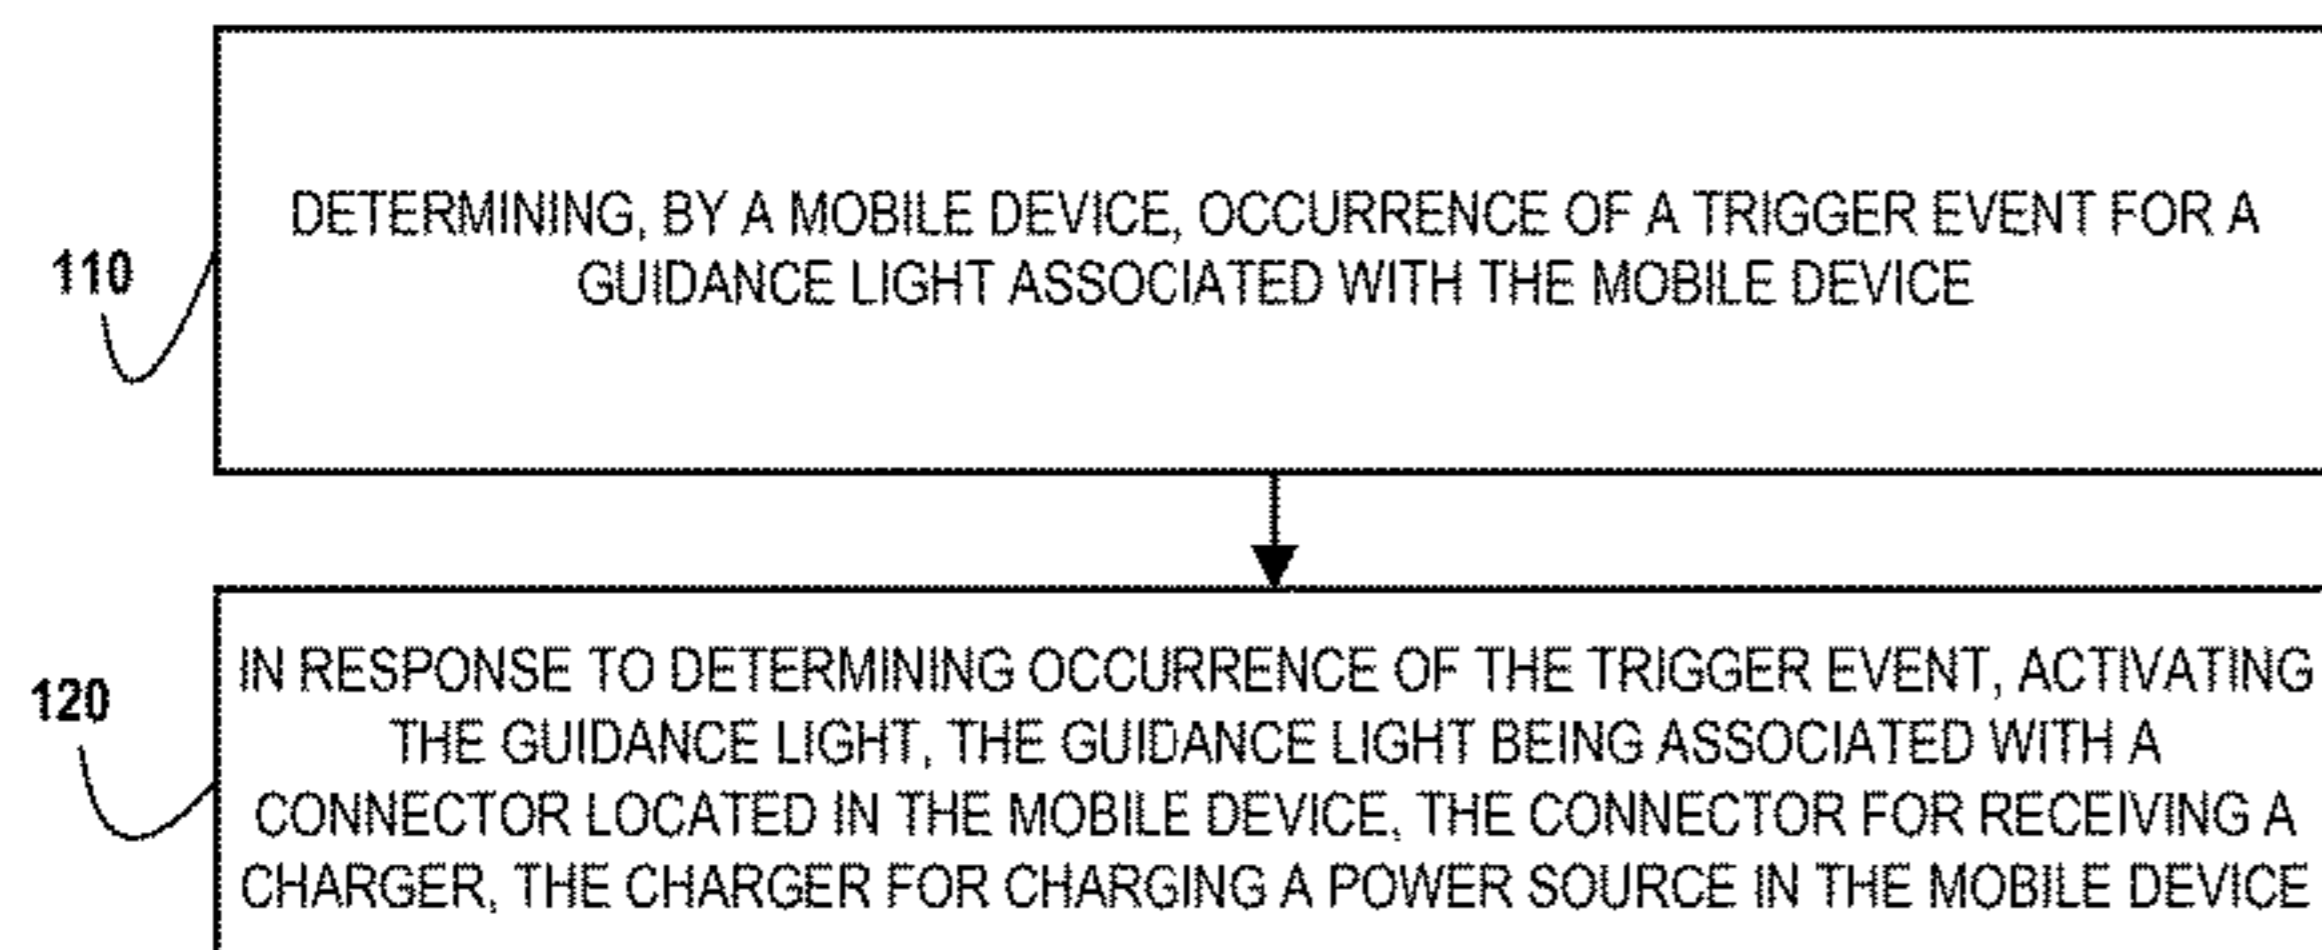 DETERMINING, BY A MOBILE DEVICE, OCCURRENCE OF A TRIGGER EVENT FOR A
GUIDANCE LIGHT ASSOCIATED WITH THE MOBILE DEVICE
110
IN RESPONSE TO DETERMINING OCCURRENCE OF THE TRIGGER EVENT, ACTIVATING
THE GUIDANCE LIGHT, THE GUIDANCE LIGHT BEING ASSOCIATED WITH A
CONNECTOR LOCATED IN THE MOBILE DEVICE, THE CONNECTOR FOR RECEIVING A
CHARGER, THE CHARGER FOR CHARGING A POWER SOURCE IN THE MOBILE DEVICE
120